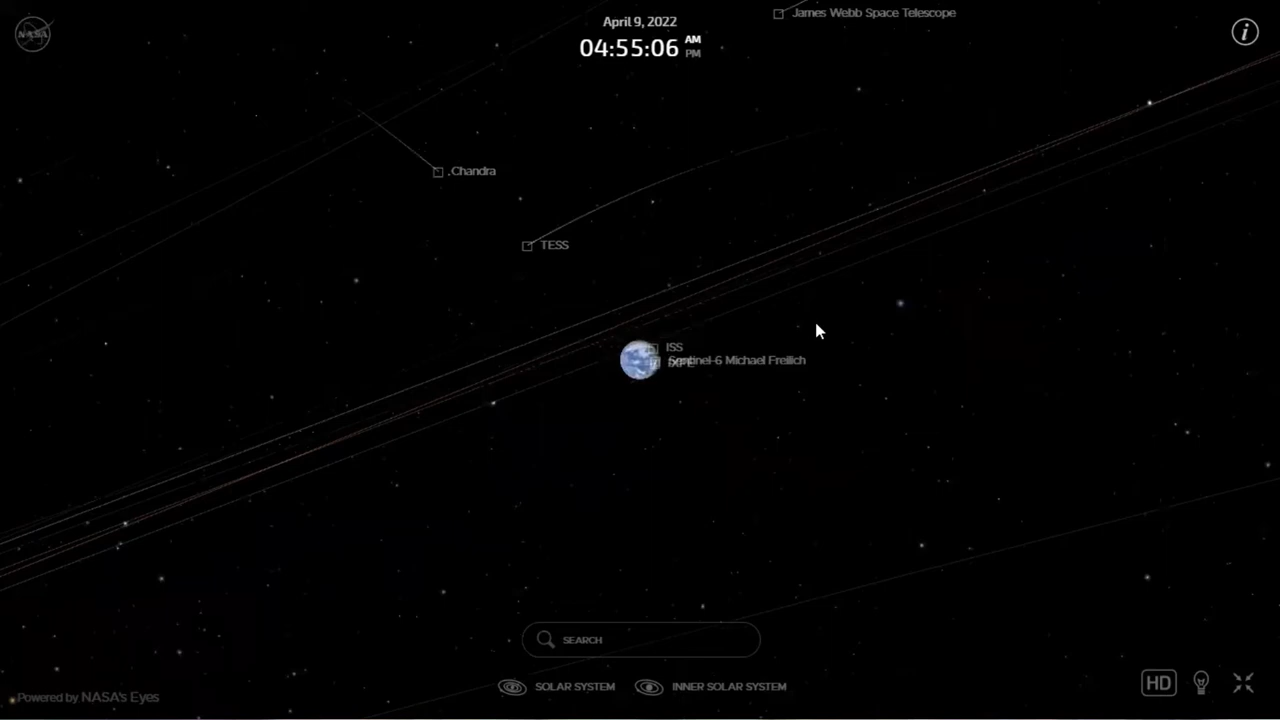 NASA
April 9, 2022
04:55:06 AM
PM
James Webb Space Telescope
i
Chandra
TESS
ISS
Sentinel-6 Michael Freilich
IXPE
SEARCH
SOLAR SYSTEM
INNER SOLAR SYSTEM
HD
Powered by NASA's Eyes